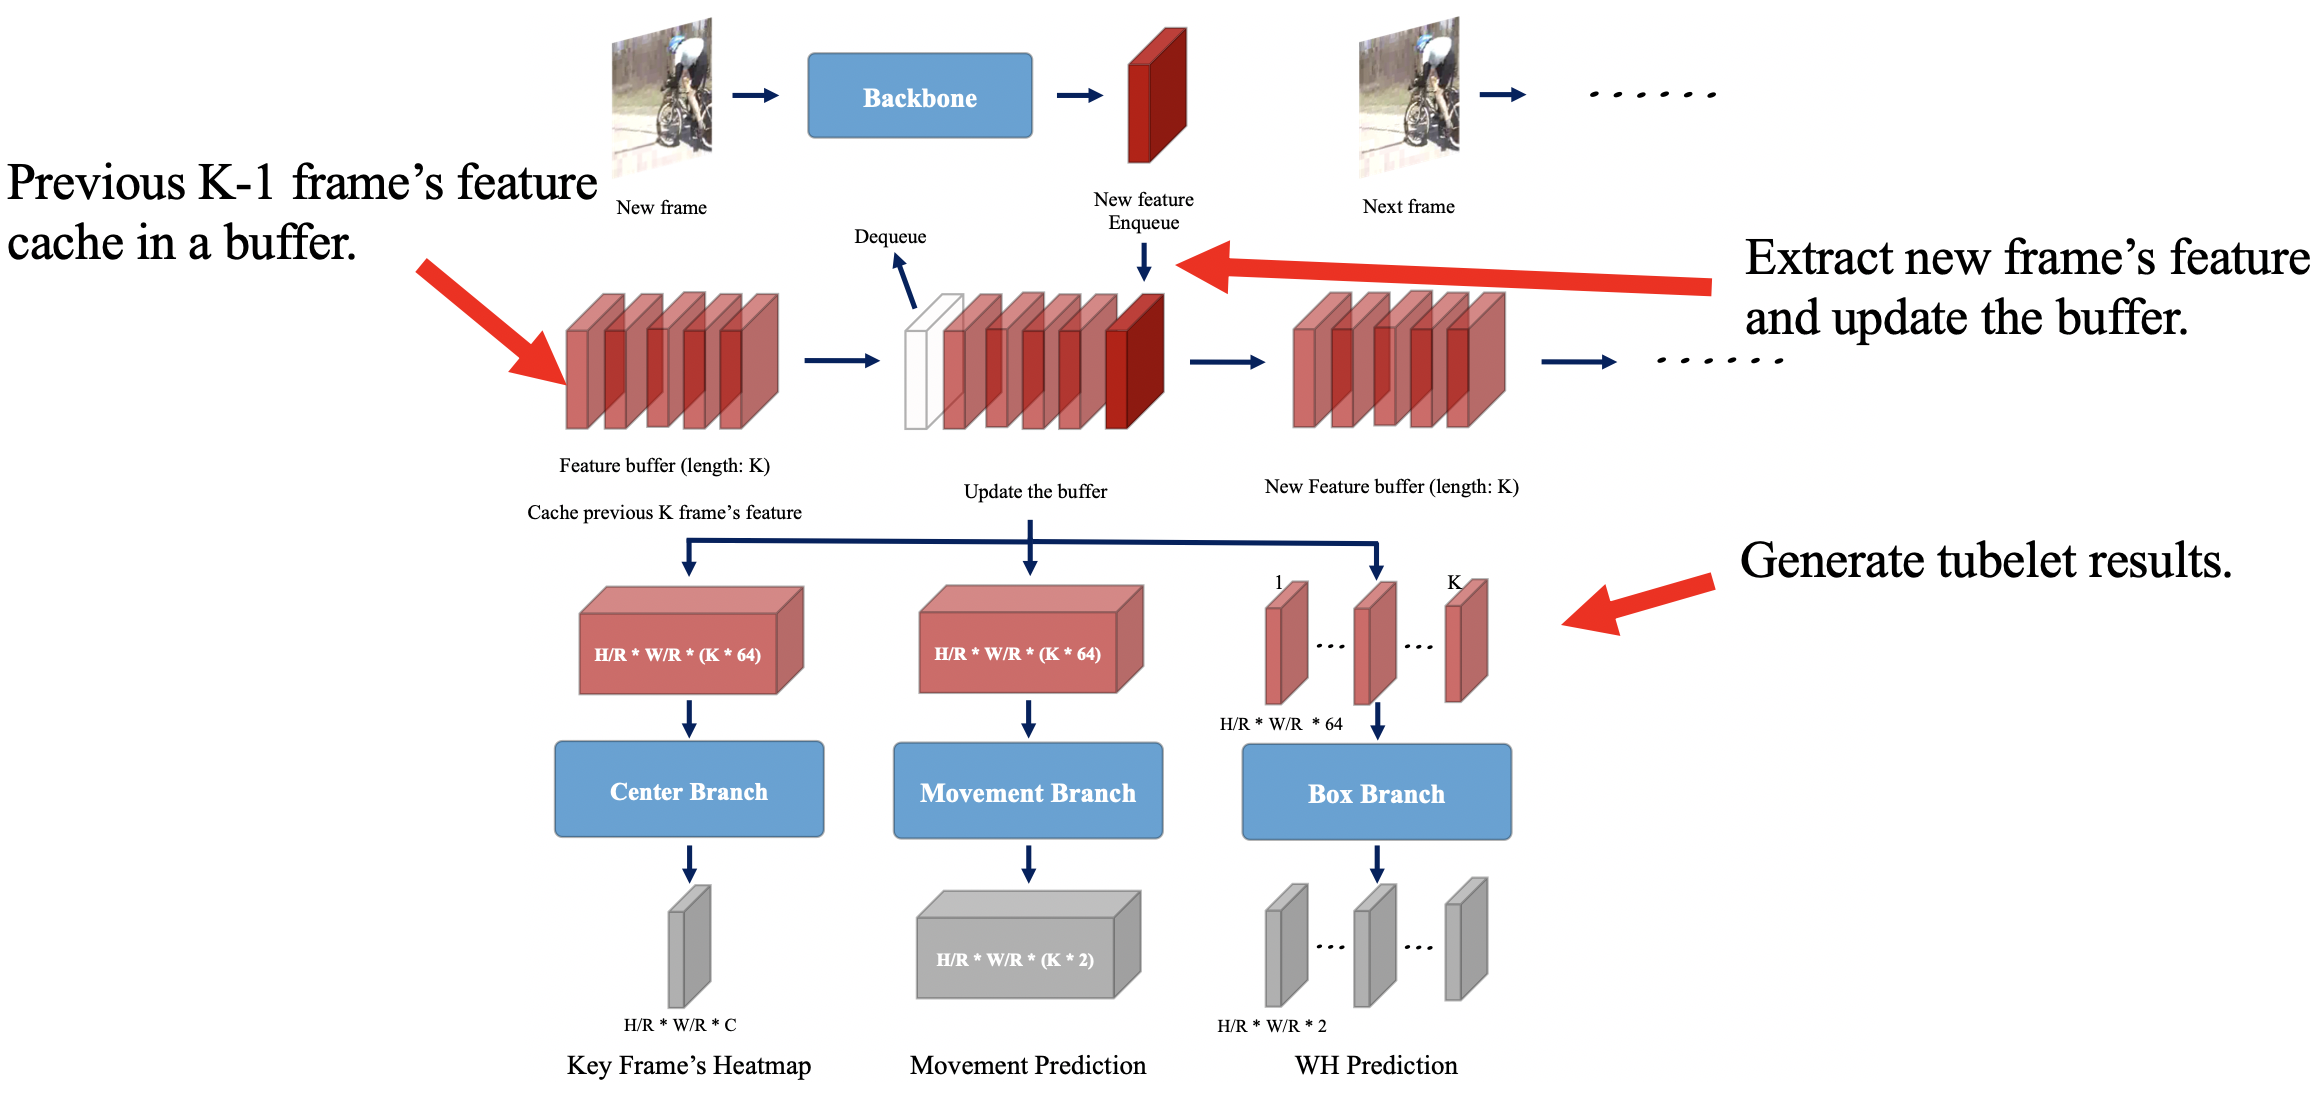 Backbone
New frame
New feature
Enqueue
Next frame
Previous K-1 frame’s feature
cache in a buffer.
Dequeue
Extract new frame’s feature
and update the buffer.
Feature buffer (length: K)
Cache previous K frame’s feature
Update the buffer
New Feature buffer (length: K)
Generate tubelet results.
1
K
H/R * W/R * (K * 64)
H/R * W/R * (K * 64)
H/R * W/R * 64
Center Branch
Movement Branch
Box Branch
H/R * W/R * (K * 2)
H/R * W/R * C
H/R * W/R * 2
Key Frame’s Heatmap
Movement Prediction
WH Prediction